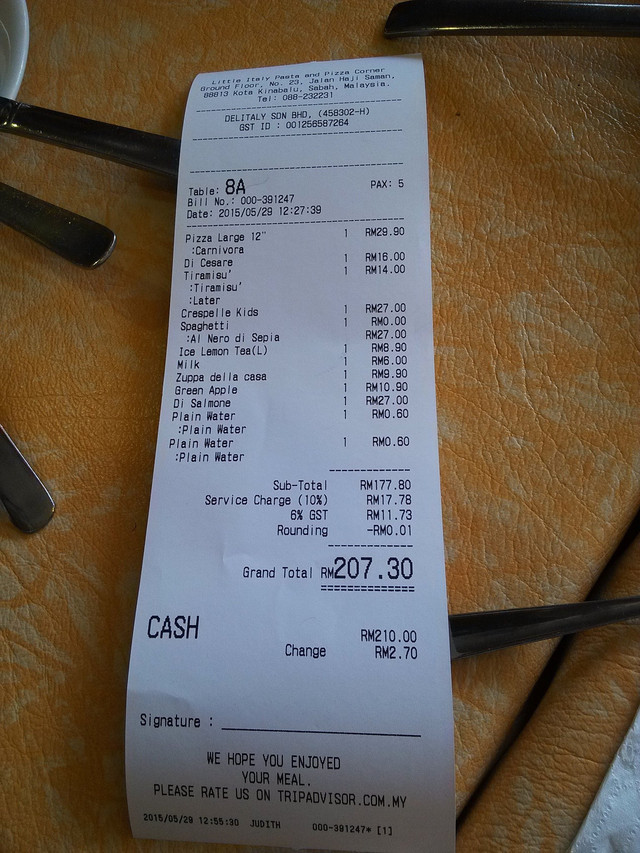 Little Italy Pasta and Pizza Corner
Ground Floor, No. 23, Jalan Haji Saman,
88813 Kota Kinabalu, Sabah, Malaysia.
Tel: 088-232231
DELITALY SDN BHD, (458302-H)
GST ID : 001256587264
Table: 8A PAX: 5
Bill No.: 000-391247
Date: 2015/05/29 12:27:39
Pizza Large 12" 1 RM29.90
:Carnivora
Di Cesare 1 RM16.00
Tiramisu' 1 RM14.00
:Tiramisu'
:Later
Crespelle Kids 1 RM27.00
Spaghetti 1 RM0.00
:Al Nero di Sepia RM27.00
Ice Lemon Tea(L) 1 RM8.90
Milk 1 RM6.00
Zuppa della casa 1 RM9.90
Green Apple 1 RM10.90
Di Salmone 1 RM27.00
Plain Water 1 RM0.60
:Plain Water
Plain Water 1 RM0.60
:Plain Water
Sub-Total RM177.80
Service Charge (10%) RM17.78
6% GST RM11.73
Rounding -RM0.01
Grand Total RM207.30
CASH RM210.00
Change RM2.70
Signature :
WE HOPE YOU ENJOYED
YOUR MEAL.
PLEASE RATE US ON TRIPADVISOR.COM.MY
2015/05/29 12:55:30 JUDITH 000-391247* [1]